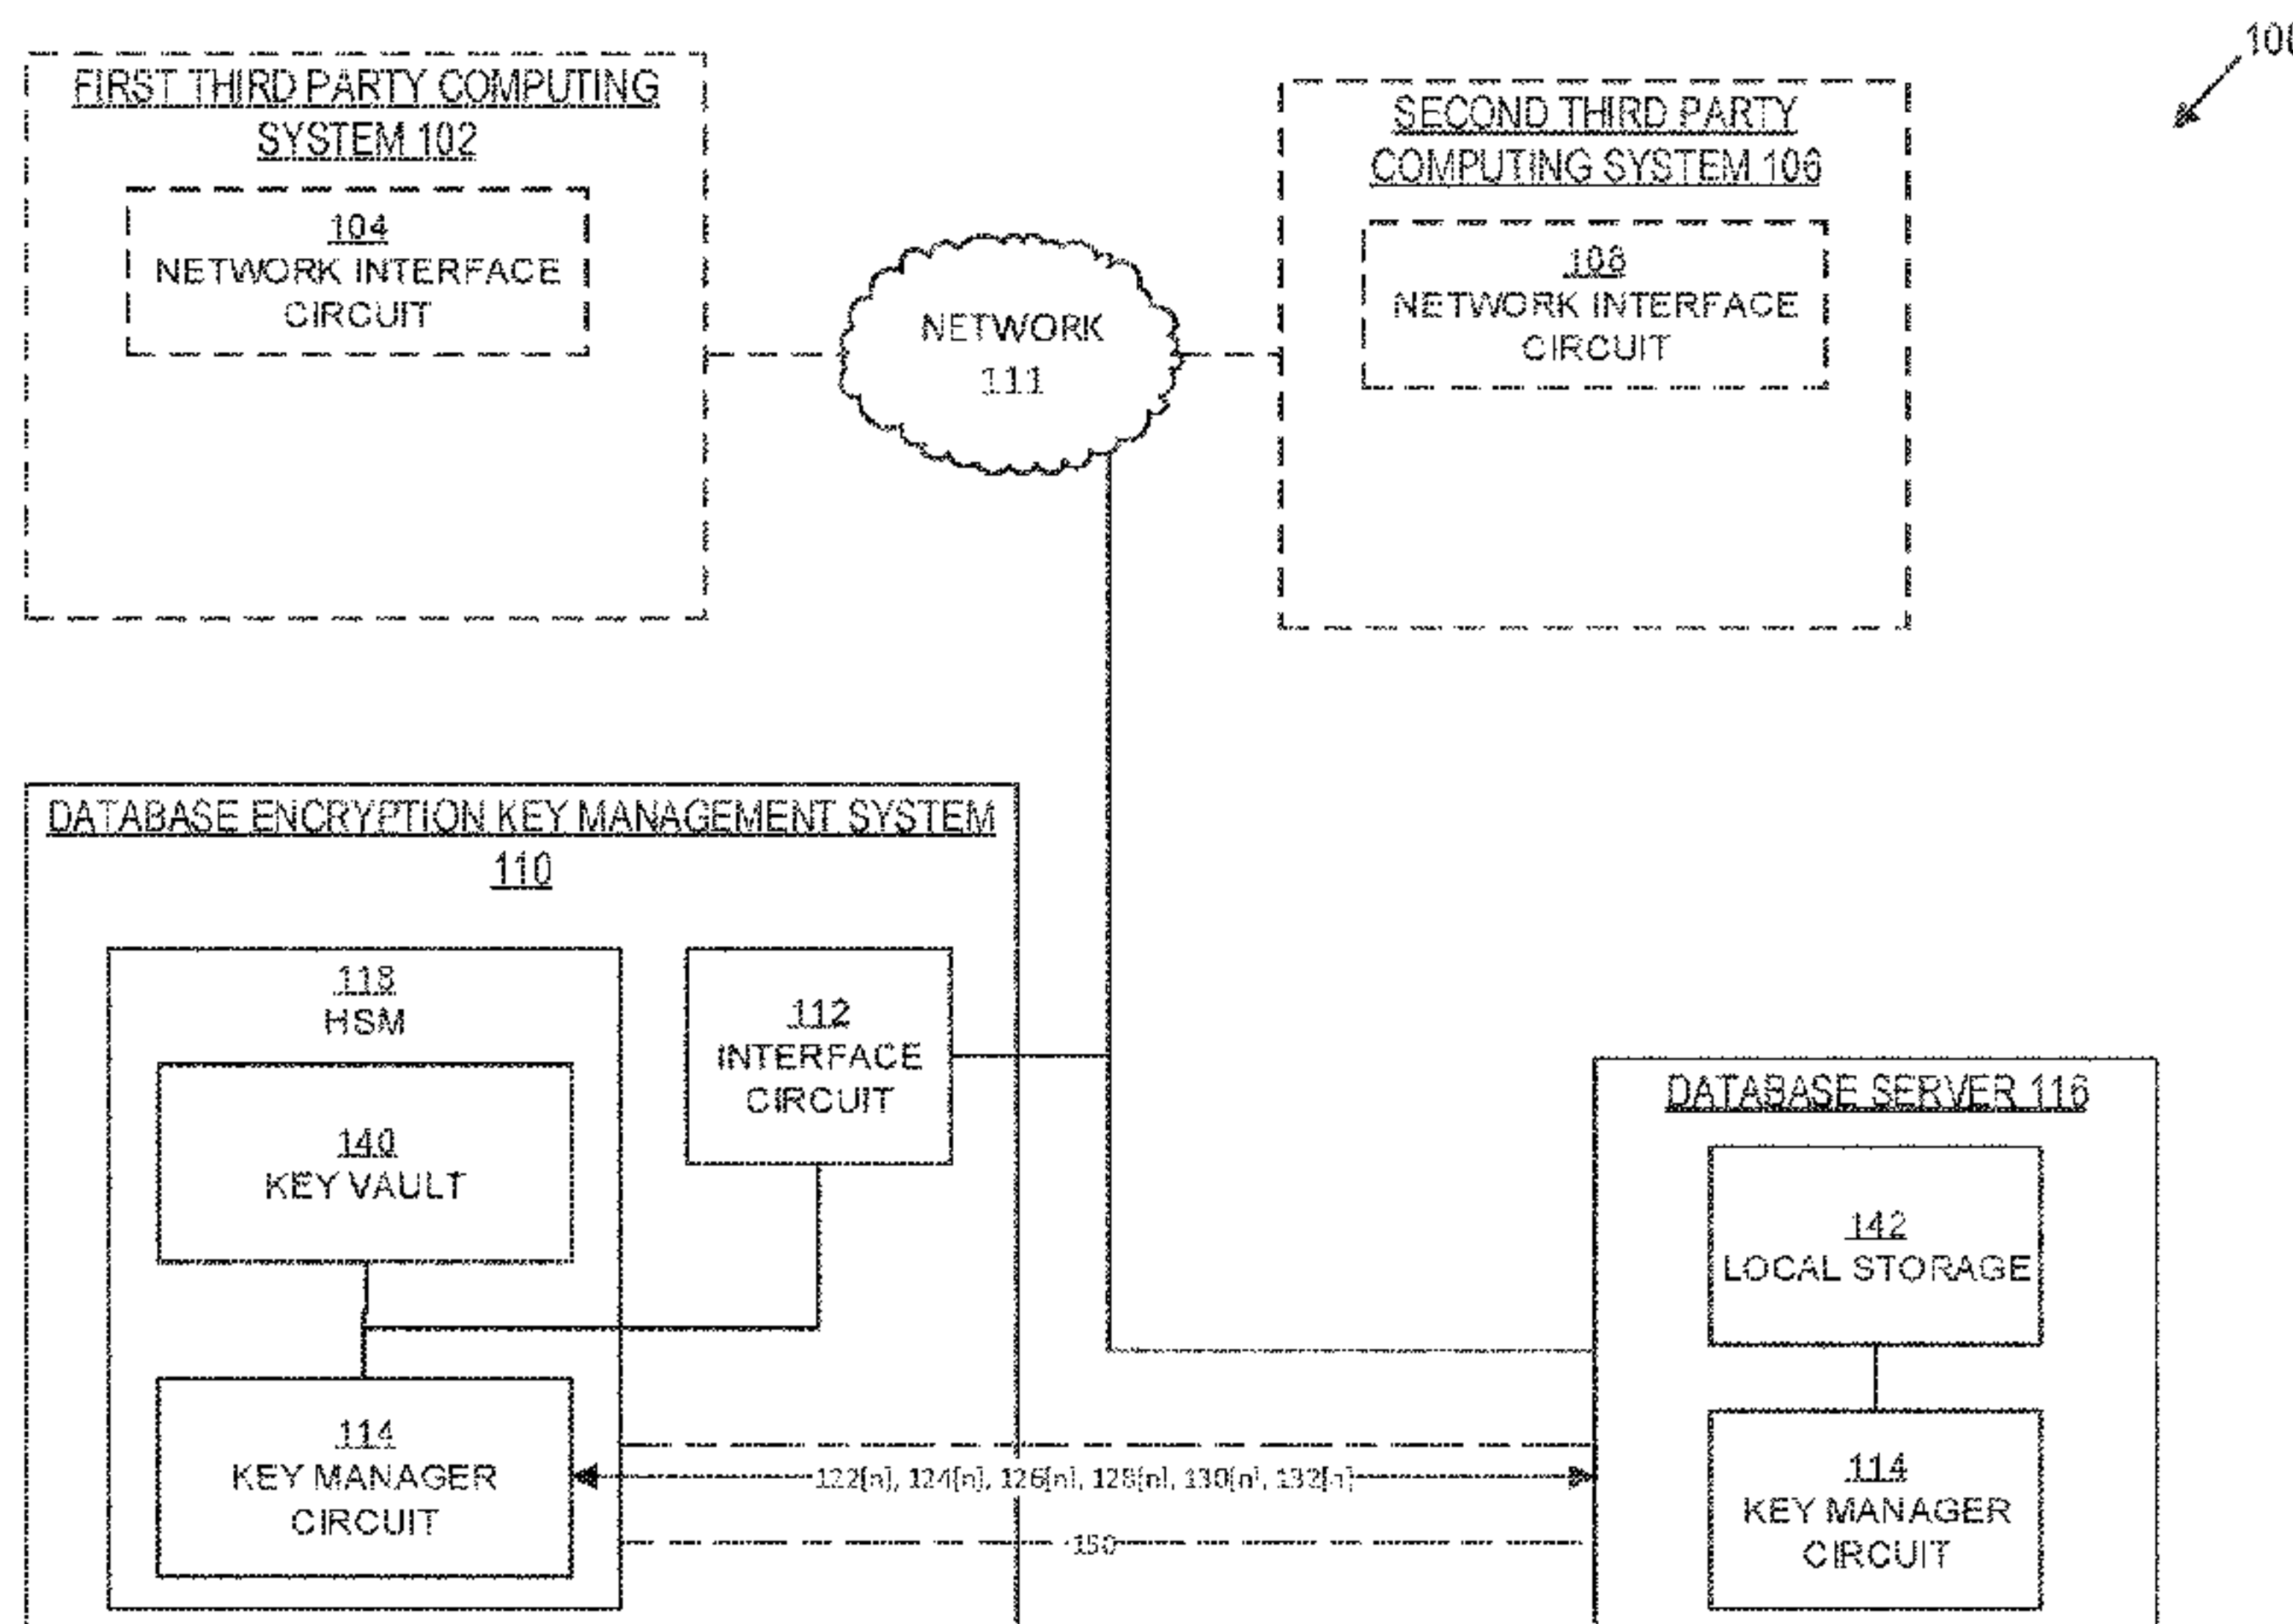 100
FIRST THIRD PARTY COMPUTING
SYSTEM 102
104
NETWORK INTERFACE
CIRCUIT
SECOND THIRD PARTY
COMPUTING SYSTEM 106
108
NETWORK INTERFACE
CIRCUIT
NETWORK
111
DATABASE ENCRYPTION KEY MANAGEMENT SYSTEM
110
118
HSM
140
KEY VAULT
112
INTERFACE
CIRCUIT
114
KEY MANAGER
CIRCUIT
122[n], 124[n], 126[n], 128[n], 130[n], 132[n]
150
DATABASE SERVER 116
142
LOCAL STORAGE
114
KEY MANAGER
CIRCUIT